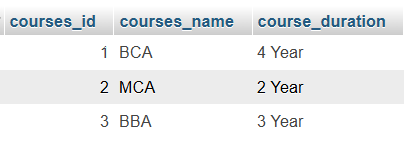 courses_id courses_name course_duration
1 BCA 4 Year
2 MCA 2 Year
3 BBA 3 Year